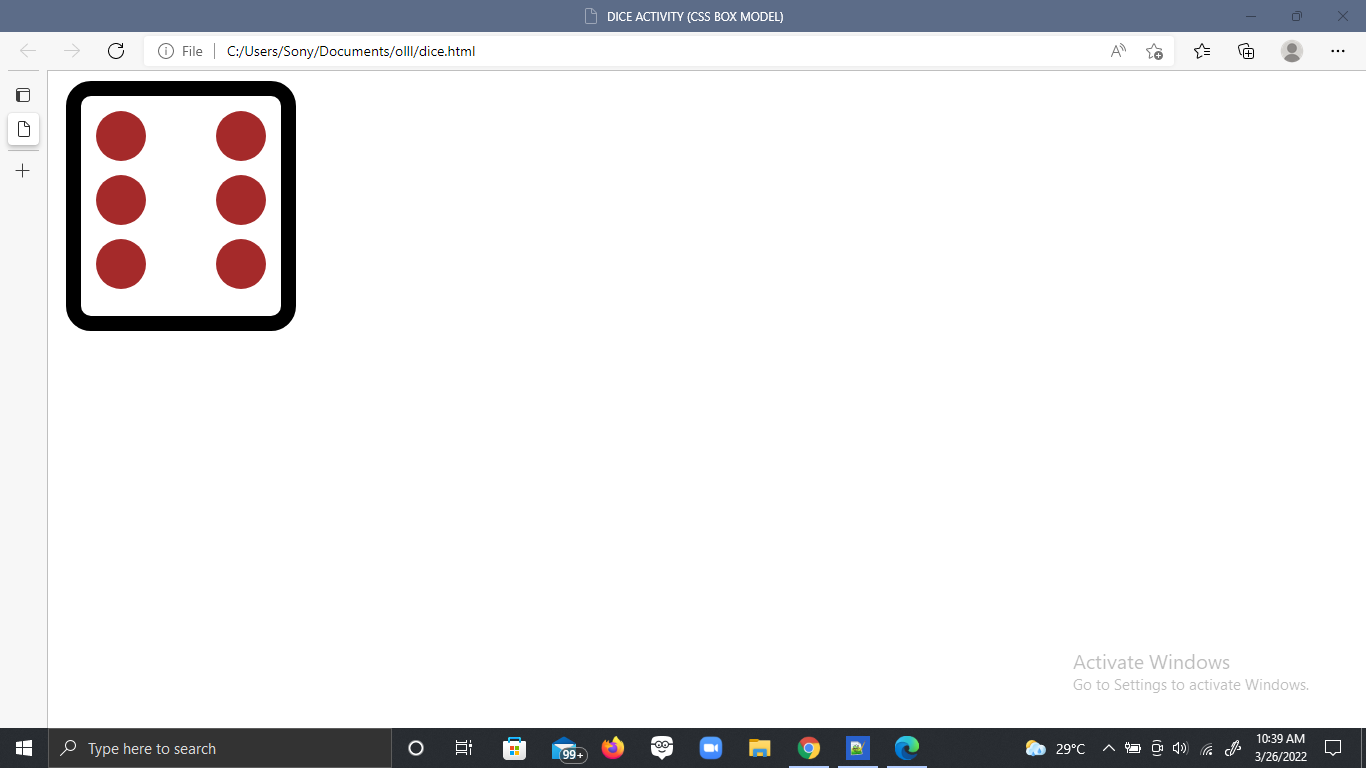 DICE ACTIVITY (CSS BOX MODEL)
File C:/Users/Sony/Documents/olll/dice.html
Activate Windows
Go to Settings to activate Windows.
Type here to search
99+
29°C
10:39 AM
3/26/2022